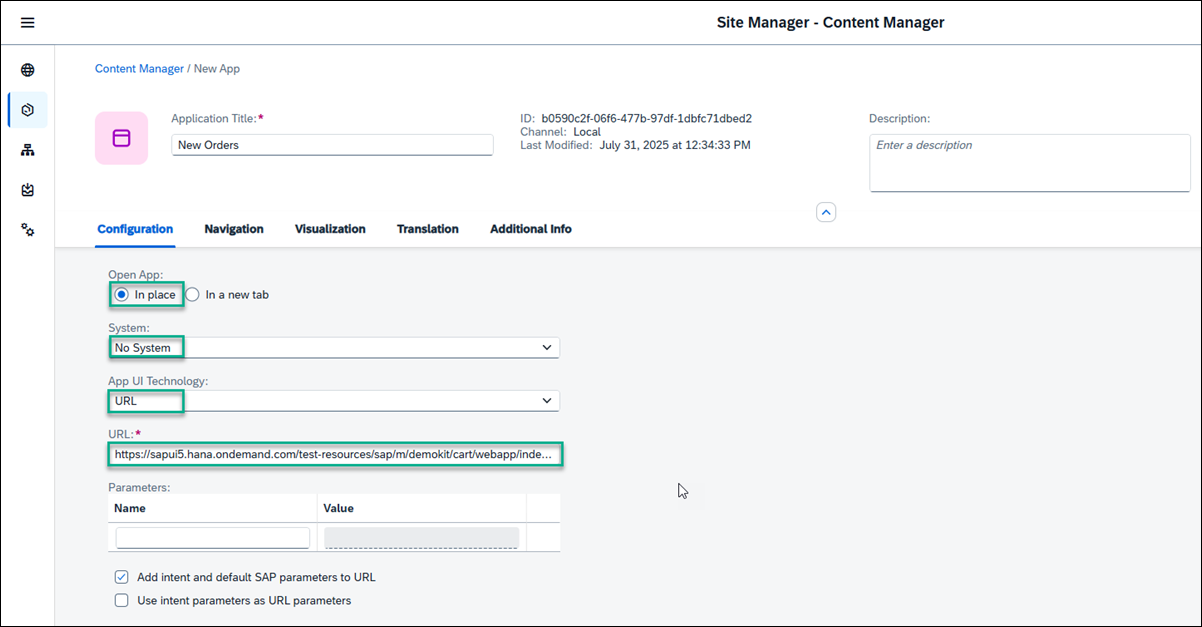 Site Manager - Content Manager
Content Manager / New App
Application Title:*
New Orders
ID: b0590c2f-06f6-477b-97df-1dbfc71dbed2
Channel: Local
Last Modified: July 31, 2025 at 12:34:33 PM
Description:
Enter a description
Configuration Navigation Visualization Translation Additional Info
Open App:
In place In a new tab
System:
No System
App UI Technology:
URL
URL:*
https://sapui5.hana.ondemand.com/test-resources/sap/m/demokit/cart/webapp/inde...
Parameters:
Name Value
Add intent and default SAP parameters to URL
Use intent parameters as URL parameters